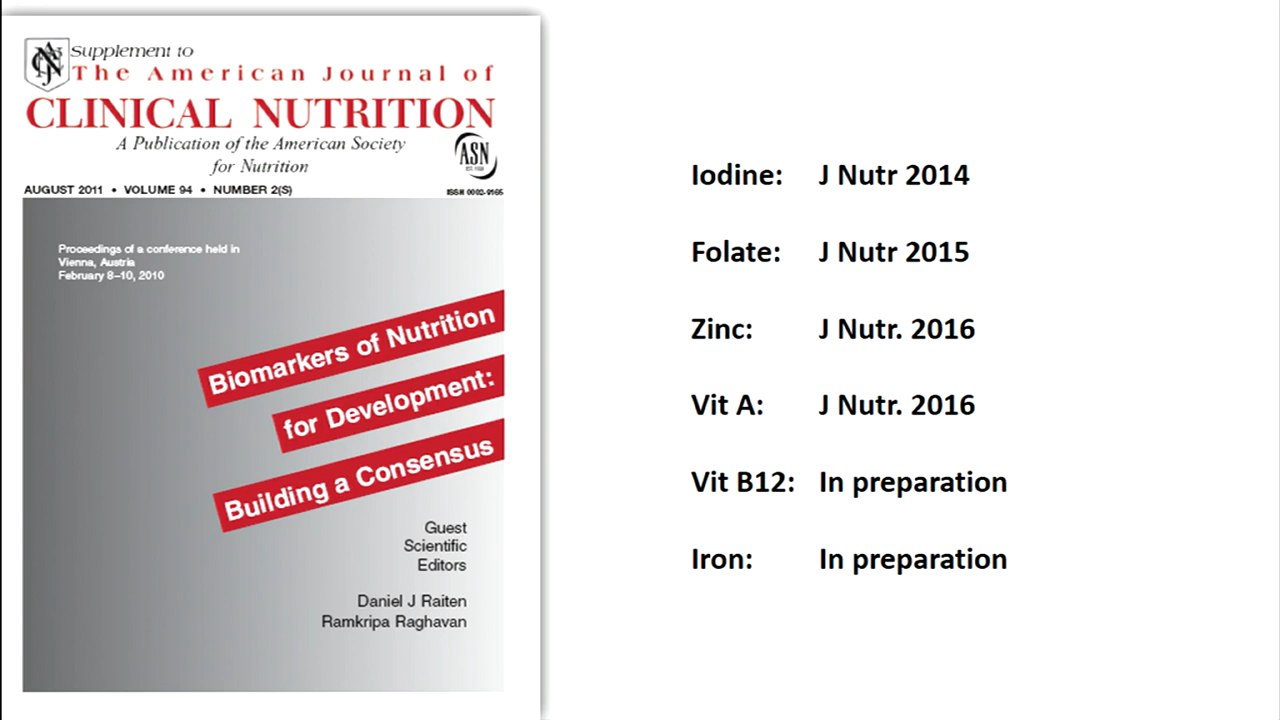 Supplement to
The American Journal of
CLINICAL NUTRITION
A Publication of the American Society
for Nutrition
ASN
AUGUST 2011 • VOLUME 94 • NUMBER 2(S)
ISSN 0002-9165
Proceedings of a conference held in
Vienna, Austria
February 8–10, 2010
Biomarkers of Nutrition
for Development:
Building a Consensus
Guest
Scientific
Editors
Daniel J Raiten
Ramkripa Raghavan
Iodine: J Nutr 2014
Folate: J Nutr 2015
Zinc: J Nutr. 2016
Vit A: J Nutr. 2016
Vit B12: In preparation
Iron: In preparation